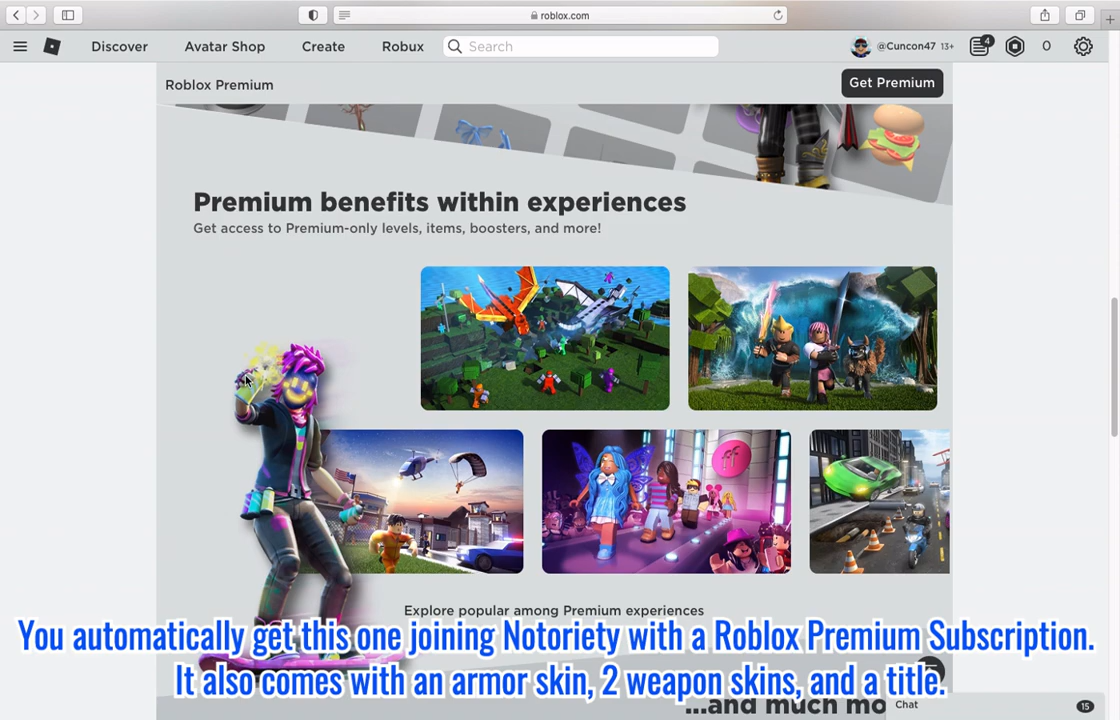 roblox.com
Discover
Avatar Shop
Create
Robux
Search
@Cuncon47 13+
4
0
Roblox Premium
Get Premium
Premium benefits within experiences
Get access to Premium-only levels, items, boosters, and more!
Explore popular among Premium experiences
You automatically get this one joining Notoriety with a Roblox Premium Subscription.
It also comes with an armor skin, 2 weapon skins, and a title.
...and much mo
Chat
15